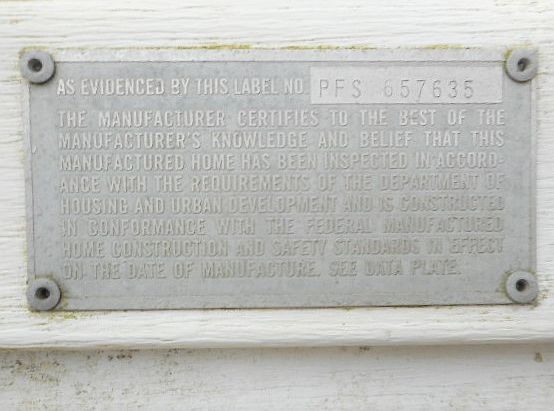 AS EVIDENCED BY THIS LABEL NO. PFS 657635
THE MANUFACTURER CERTIFIES TO THE BEST OF THE
MANUFACTURER'S KNOWLEDGE AND BELIEF THAT THIS
MANUFACTURED HOME HAS BEEN INSPECTED IN ACCORD-
ANCE WITH THE REQUIREMENTS OF THE DEPARTMENT OF
HOUSING AND URBAN DEVELOPMENT AND IS CONSTRUCTED
IN CONFORMANCE WITH THE FEDERAL MANUFACTURED
HOME CONSTRUCTION AND SAFETY STANDARDS IN EFFECT
ON THE DATE OF MANUFACTURE. SEE DATA PLATE.